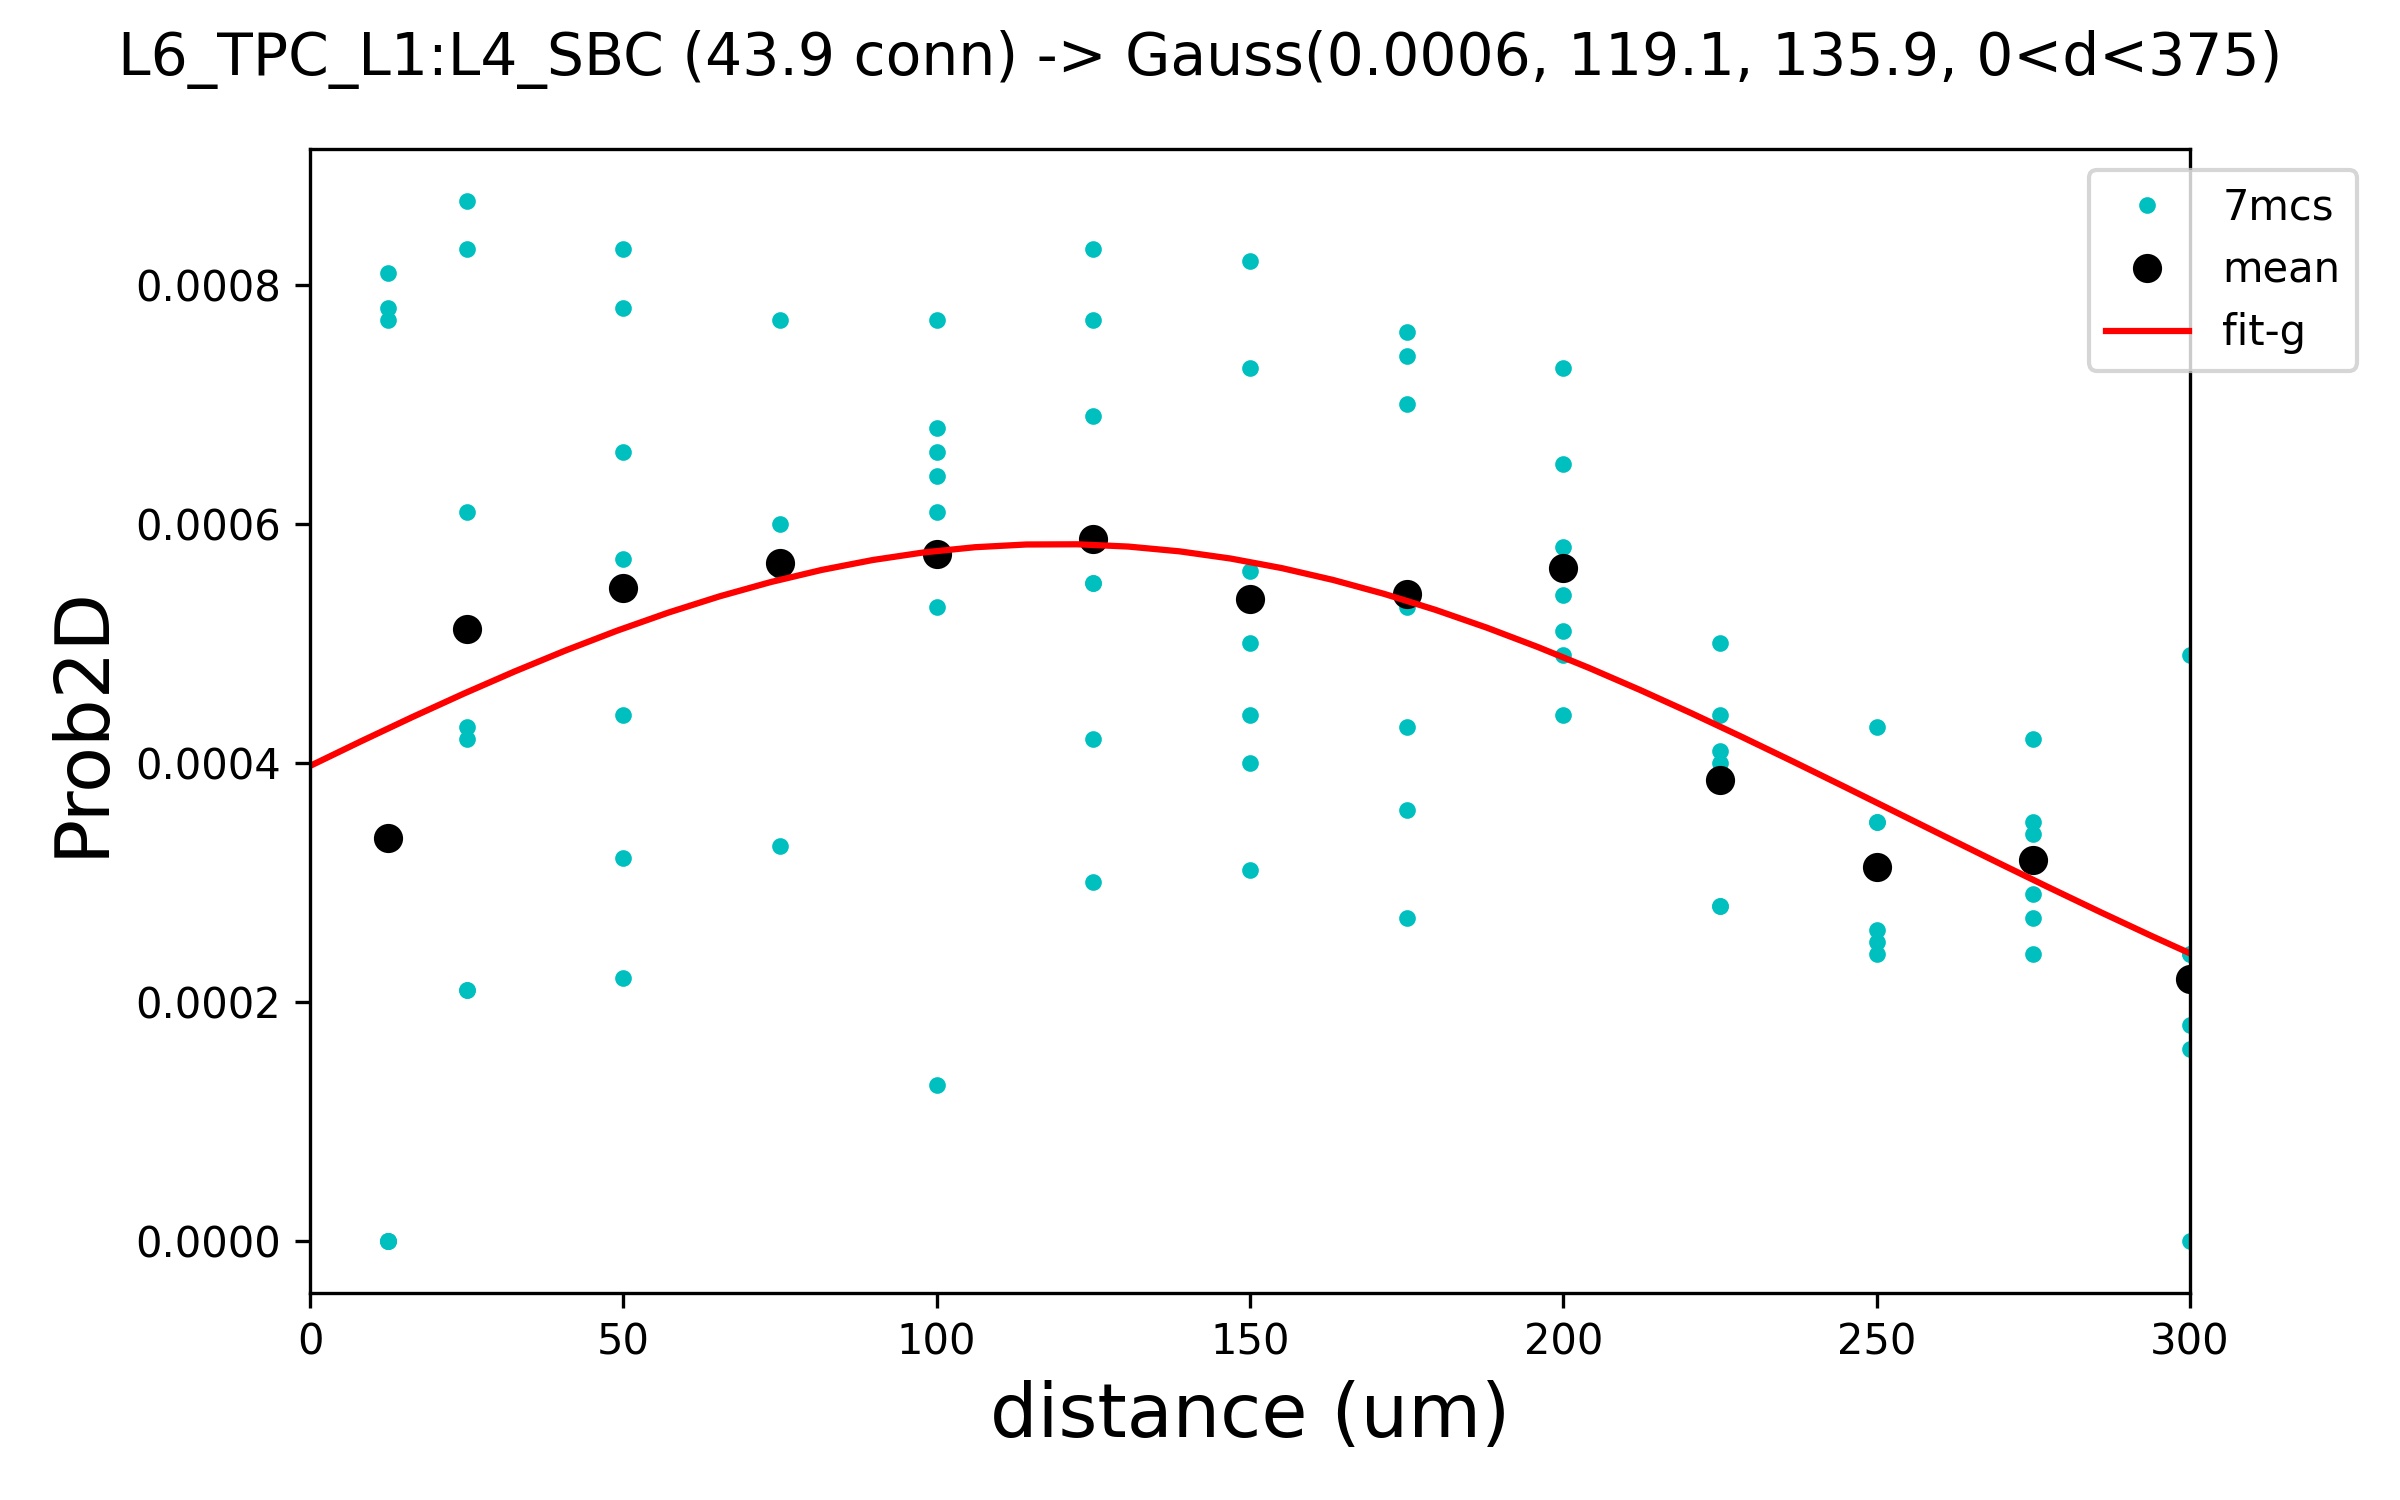 L6_TPC_L1:L4_SBC (43.9 conn) -> Gauss(0.0006, 119.1, 135.9, 0<d<375)
7mcs
mean
fit-g
Prob2D
0.0008
0.0006
0.0004
0.0002
0.0000
0 50 100 150 200 250 300
distance (um)